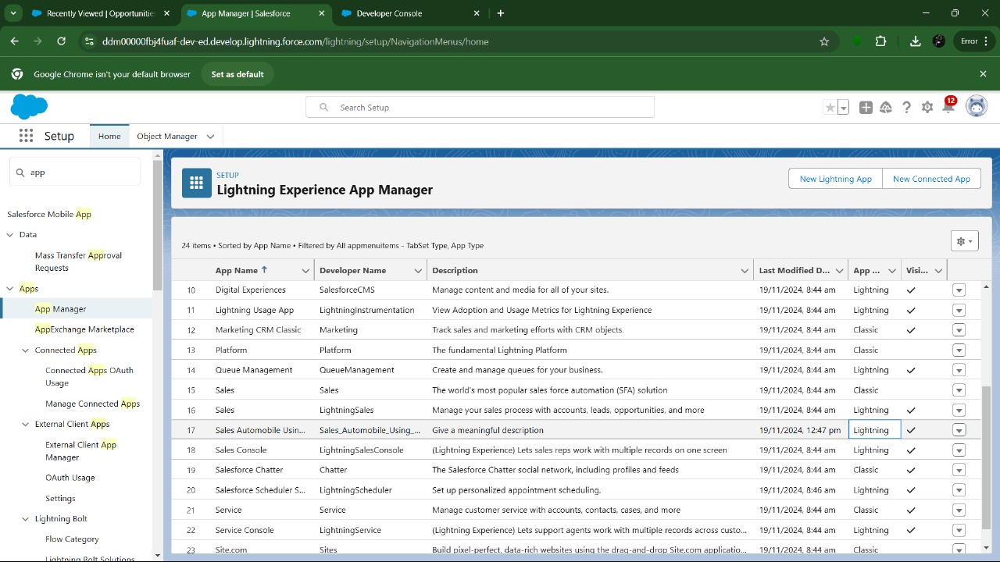 Recently Viewed | Opportunities
App Manager | Salesforce
Developer Console
ddm00000fbj4fuaf-dev-ed.develop.lightning.force.com/lightning/setup/NavigationMenus/home
Error
Google Chrome isn't your default browser
Set as default
Search Setup
12
Setup
Home
Object Manager
app
Salesforce Mobile App
Data
Mass Transfer Approval
Requests
Apps
App Manager
AppExchange Marketplace
Connected Apps
Connected Apps OAuth
Usage
Manage Connected Apps
External Client Apps
External Client App
Manager
OAuth Usage
Settings
Lightning Bolt
Flow Category
Lightning Bolt Solutions
SETUP
Lightning Experience App Manager
New Lightning App
New Connected App
24 items • Sorted by App Name • Filtered by All appmenuitems - TabSet Type, App Type
App Name Developer Name Description Last Modified D... App ... Visi...
10 Digital Experiences SalesforceCMS Manage content and media for all of your sites. 19/11/2024, 8:44 am Lightning
11 Lightning Usage App LightningInstrumentation View Adoption and Usage Metrics for Lightning Experience 19/11/2024, 8:44 am Lightning
12 Marketing CRM Classic Marketing Track sales and marketing efforts with CRM objects. 19/11/2024, 8:44 am Classic
13 Platform Platform The fundamental Lightning Platform 19/11/2024, 8:44 am Classic
14 Queue Management QueueManagement Create and manage queues for your business. 19/11/2024, 8:44 am Lightning
15 Sales Sales The world's most popular sales force automation (SFA) solution 19/11/2024, 8:44 am Classic
16 Sales LightningSales Manage your sales process with accounts, leads, opportunities, and more 19/11/2024, 8:44 am Lightning
17 Sales Automobile Usin... Sales_Automobile_Using_... Give a meaningful description 19/11/2024, 12:47 pm Lightning
18 Sales Console LightningSalesConsole (Lightning Experience) Lets sales reps work with multiple records on one screen 19/11/2024, 8:44 am Lightning
19 Salesforce Chatter Chatter The Salesforce Chatter social network, including profiles and feeds 19/11/2024, 8:44 am Classic
20 Salesforce Scheduler S... LightningScheduler Set up personalized appointment scheduling. 19/11/2024, 8:46 am Lightning
21 Service Service Manage customer service with accounts, contacts, cases, and more 19/11/2024, 8:44 am Classic
22 Service Console LightningService (Lightning Experience) Lets support agents work with multiple records across custo... 19/11/2024, 8:44 am Lightning
23 Site.com Sites Build pixel-perfect, data-rich websites using the drag-and-drop Site.com applicatio... 19/11/2024, 8:44 am Classic